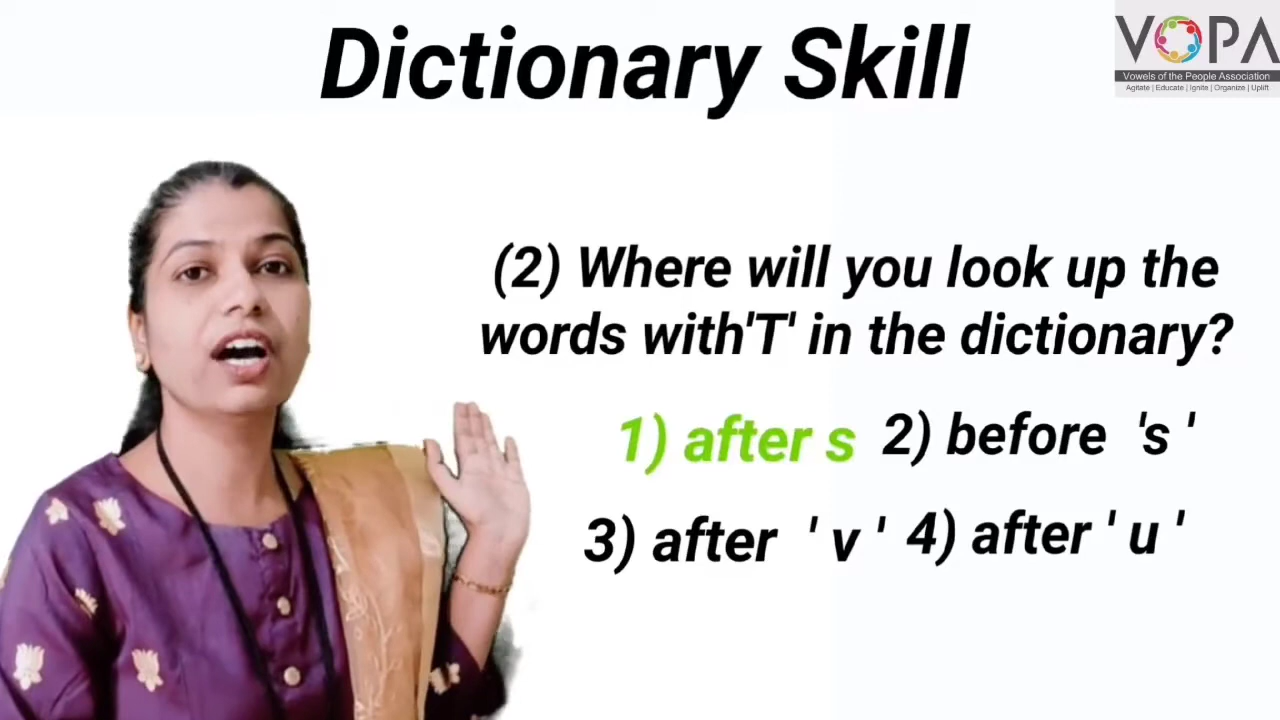 Dictionary Skill
VOPA
Vowels of the People Association
Agitate | Educate | Ignite | Organize | Uplift
(2) Where will you look up the
words with'T' in the dictionary?
1) after s 2) before 's '
3) after ' v ' 4) after ' u '